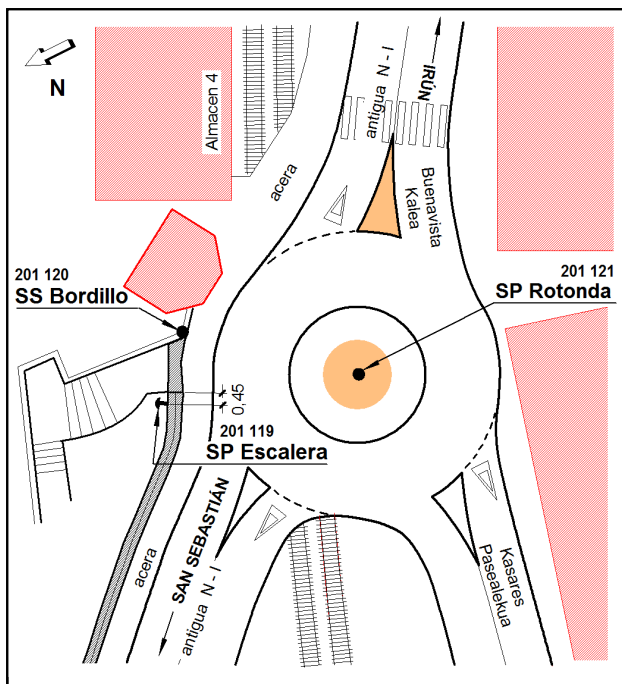 N
Almacen 4
antigua N - I
IRÚN
acera
Buenavista
Kalea
201 120
SS Bordillo
201 121
SP Rotonda
0,45
201 119
SP Escalera
SAN SEBASTIÁN
antigua N - I
acera
Kasares
Pasealekua